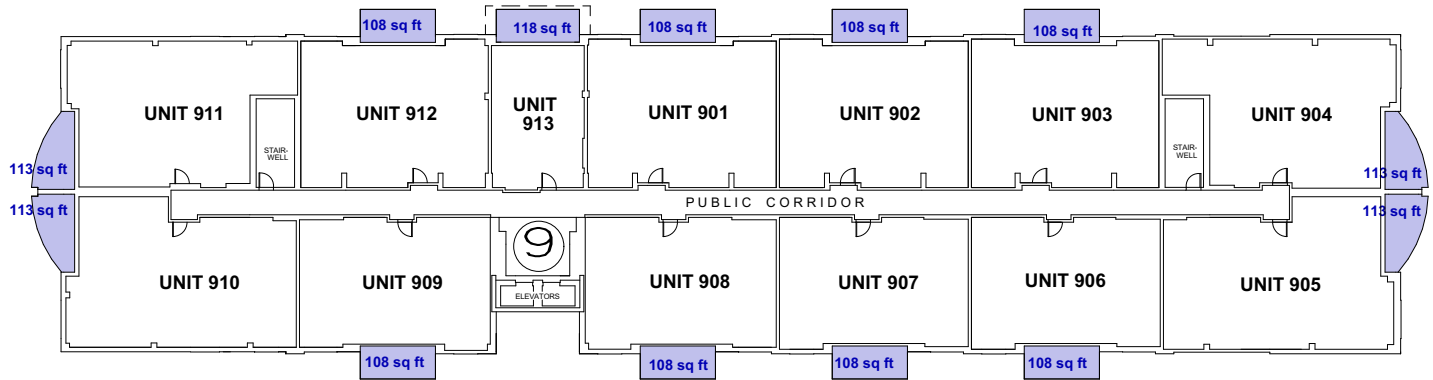 108 sq ft
118 sq ft
108 sq ft
108 sq ft
108 sq ft
UNIT 911
UNIT 912
UNIT
913
UNIT 901
UNIT 902
UNIT 903
UNIT 904
STAIR-
WELL
STAIR-
WELL
113 sq ft
113 sq ft
113 sq ft
113 sq ft
PUBLIC CORRIDOR
9
UNIT 910
UNIT 909
ELEVATORS
UNIT 908
UNIT 907
UNIT 906
UNIT 905
108 sq ft
108 sq ft
108 sq ft
108 sq ft